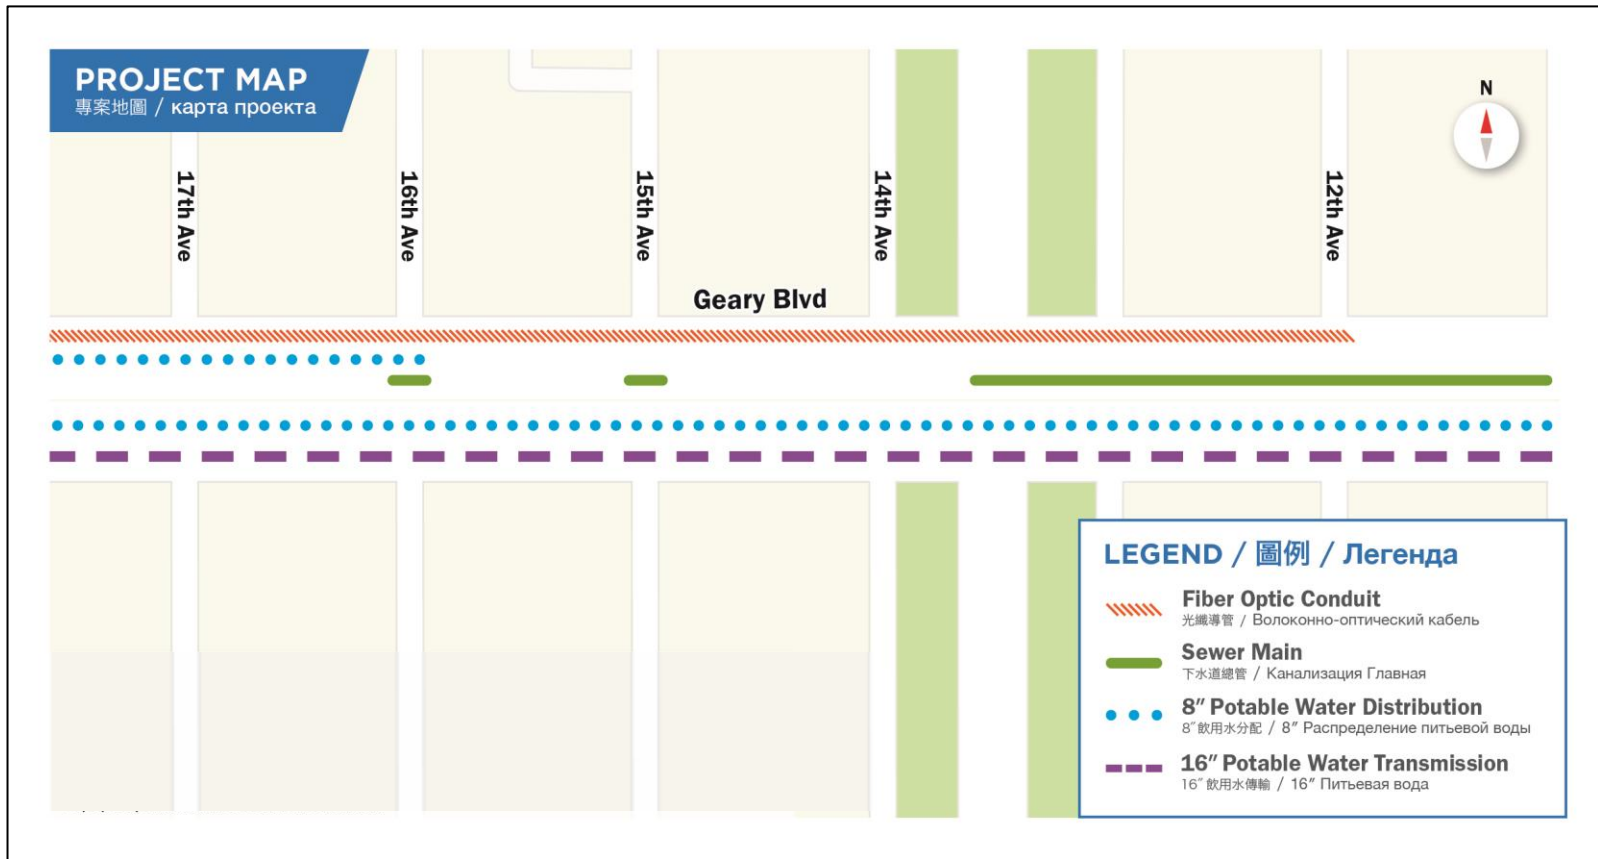 PROJECT MAP
專案地圖 / карта проекта
N
17th Ave
16th Ave
15th Ave
14th Ave
12th Ave
Geary Blvd
LEGEND / 圖例 / Легенда
Fiber Optic Conduit
光纖導管 / Волоконно-оптический кабель
Sewer Main
下水道總管 / Канализация Главная
8″ Potable Water Distribution
8″ 飲用水分配 / 8″ Распределение питьевой воды
16″ Potable Water Transmission
16″ 飲用水傳輸 / 16″ Питьевая вода